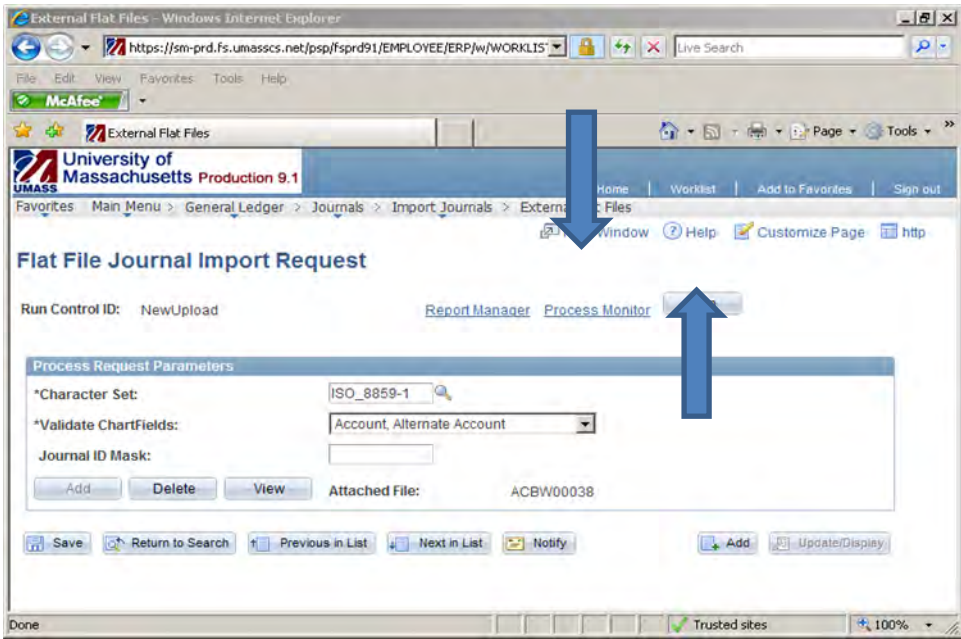 External Flat Files - Windows Internet Explorer
https://sm-prd.fs.umasscs.net/psp/fsprd91/EMPLOYEE/ERP/w/WORKLIST Live Search
File Edit View Favorites Tools Help
McAfee
External Flat Files Page Tools
University of
Massachusetts Production 9.1
UMASS
Home | Worklist | Add to Favorites | Sign out
Favorites Main Menu > General Ledger > Journals > Import Journals > Files
Window Help Customize Page http
Flat File Journal Import Request
Run Control ID: NewUpload Report Manager Process Monitor
Process Request Parameters
*Character Set: ISO_8859-1
*Validate ChartFields: Account, Alternate Account
Journal ID Mask:
Add Delete View Attached File: ACBW00038
Save Return to Search Previous in List Next in List Notify Add Update/Display
Done Trusted sites 100%